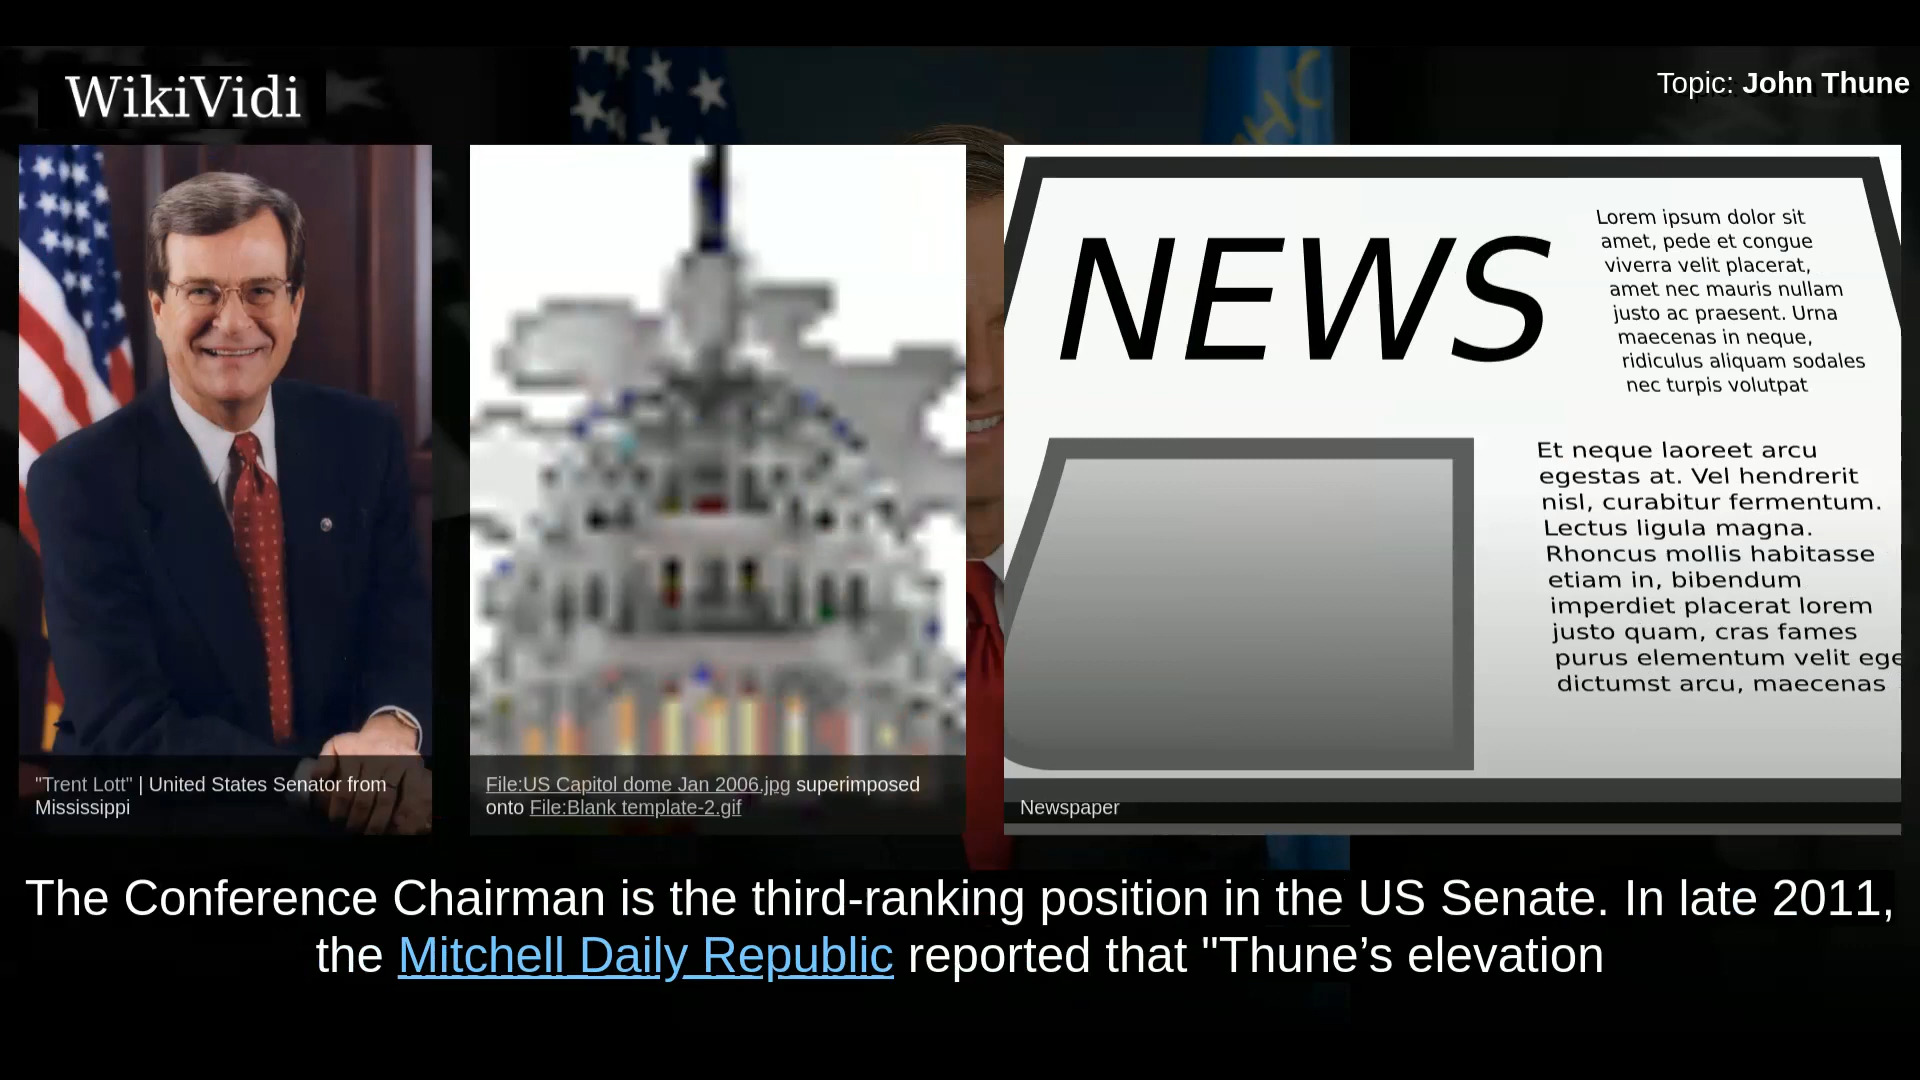 WikiVidi
Topic: John Thune
NEWS
Lorem ipsum dolor sit
amet, pede et congue
viverra velit placerat,
amet nec mauris nullam
justo ac praesent. Urna
maecenas in neque,
ridiculus aliquam sodales
nec turpis volutpat
Et neque laoreet arcu
egestas at. Vel hendrerit
nisl, curabitur fermentum.
Lectus ligula magna.
Rhoncus mollis habitasse
etiam in, bibendum
imperdiet placerat lorem
justo quam, cras fames
purus elementum velit ege
dictumst arcu, maecenas
"Trent Lott" | United States Senator from
Mississippi
File:US Capitol dome Jan 2006.jpg superimposed
onto File:Blank template-2.gif
Newspaper
The Conference Chairman is the third-ranking position in the US Senate. In late 2011,
the Mitchell Daily Republic reported that "Thune’s elevation